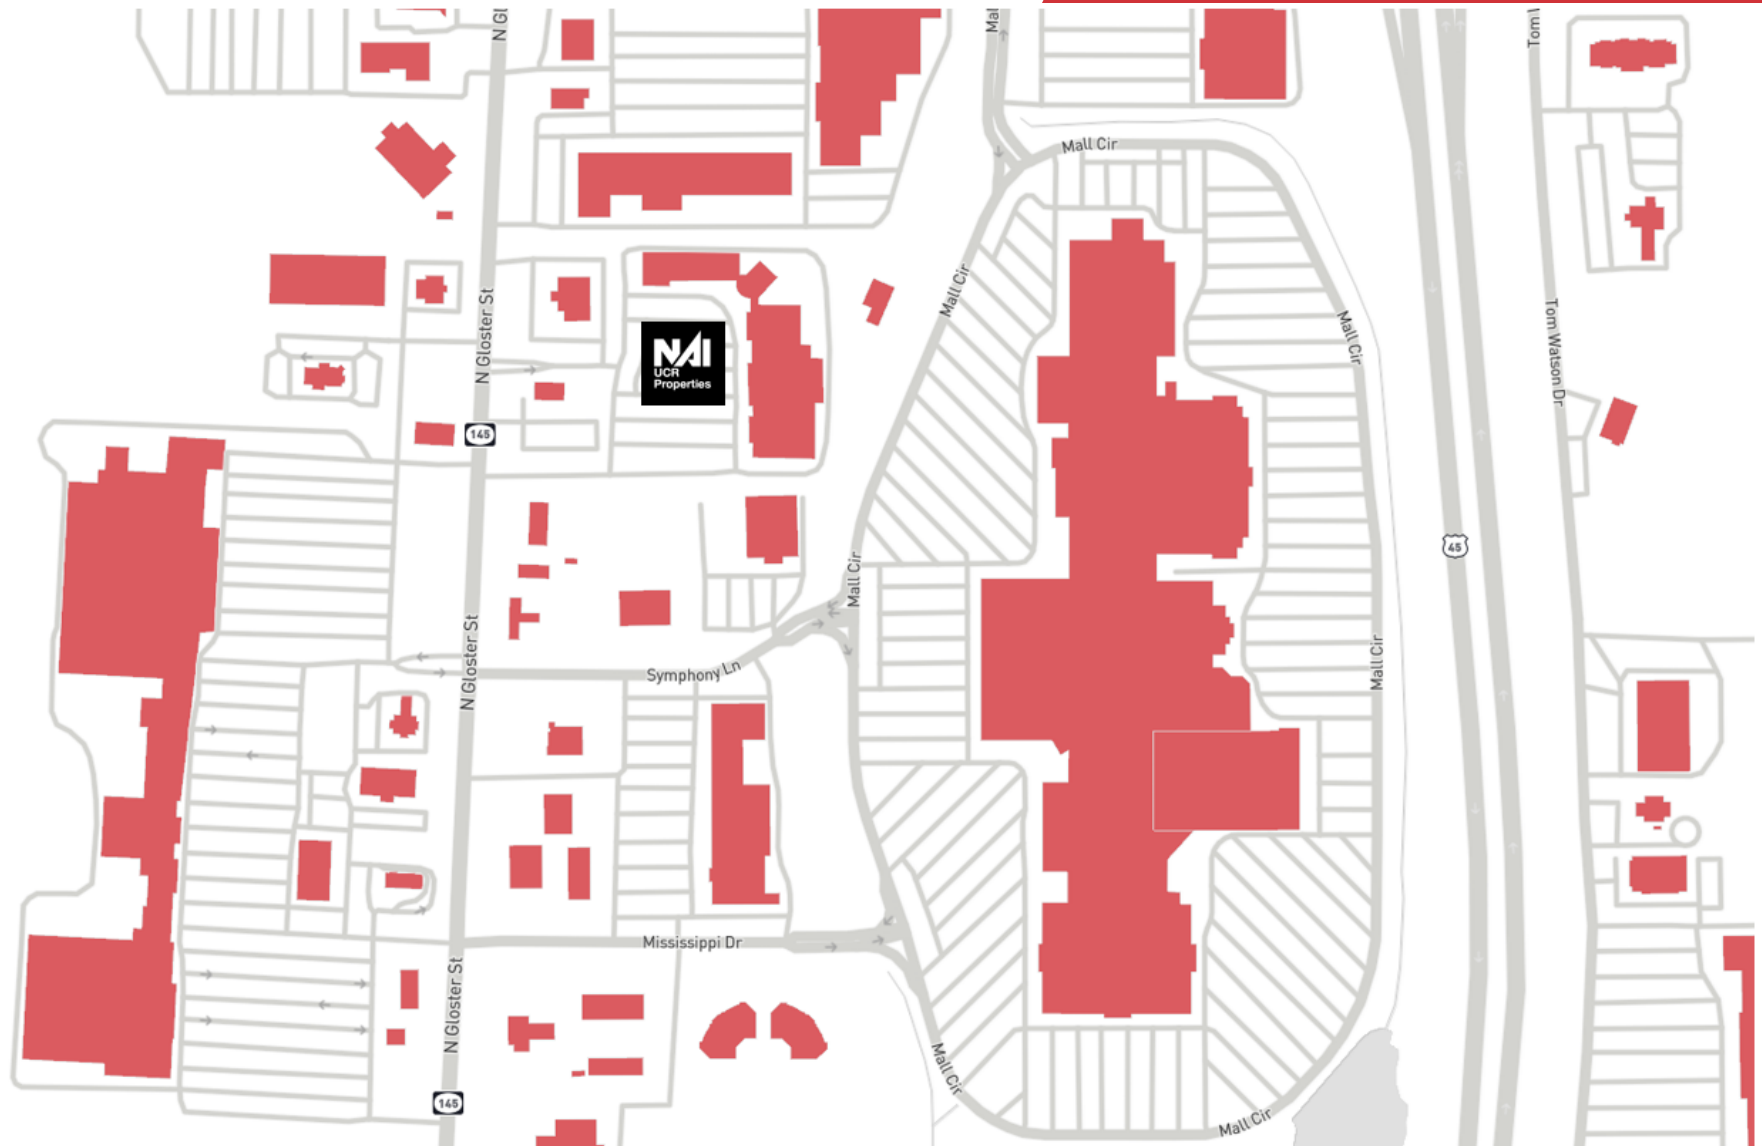 N Gl
Mal
Tom
Mall Cir
Mall Cir
N Gloster St
Mall Cir
Tom Watson Dr
NAI
UCR
Properties
145
45
Mall Cir
N Gloster St
Symphony Ln
Mall Cir
Mississippi Dr
N Gloster St
Mall Cir
145
Mall Cir